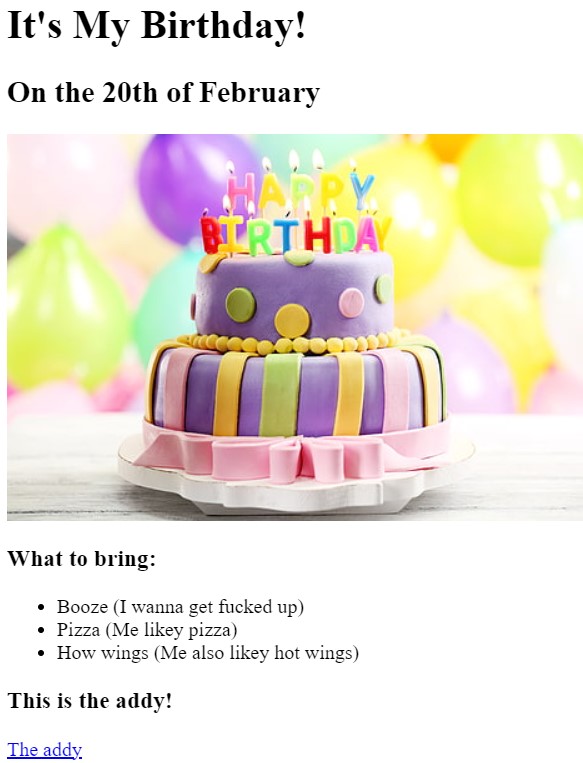 It's My Birthday!
On the 20th of February
HAPPY
BIRTHDAY
What to bring:
Booze (I wanna get fucked up)
Pizza (Me likey pizza)
How wings (Me also likey hot wings)
This is the addy!
The addy